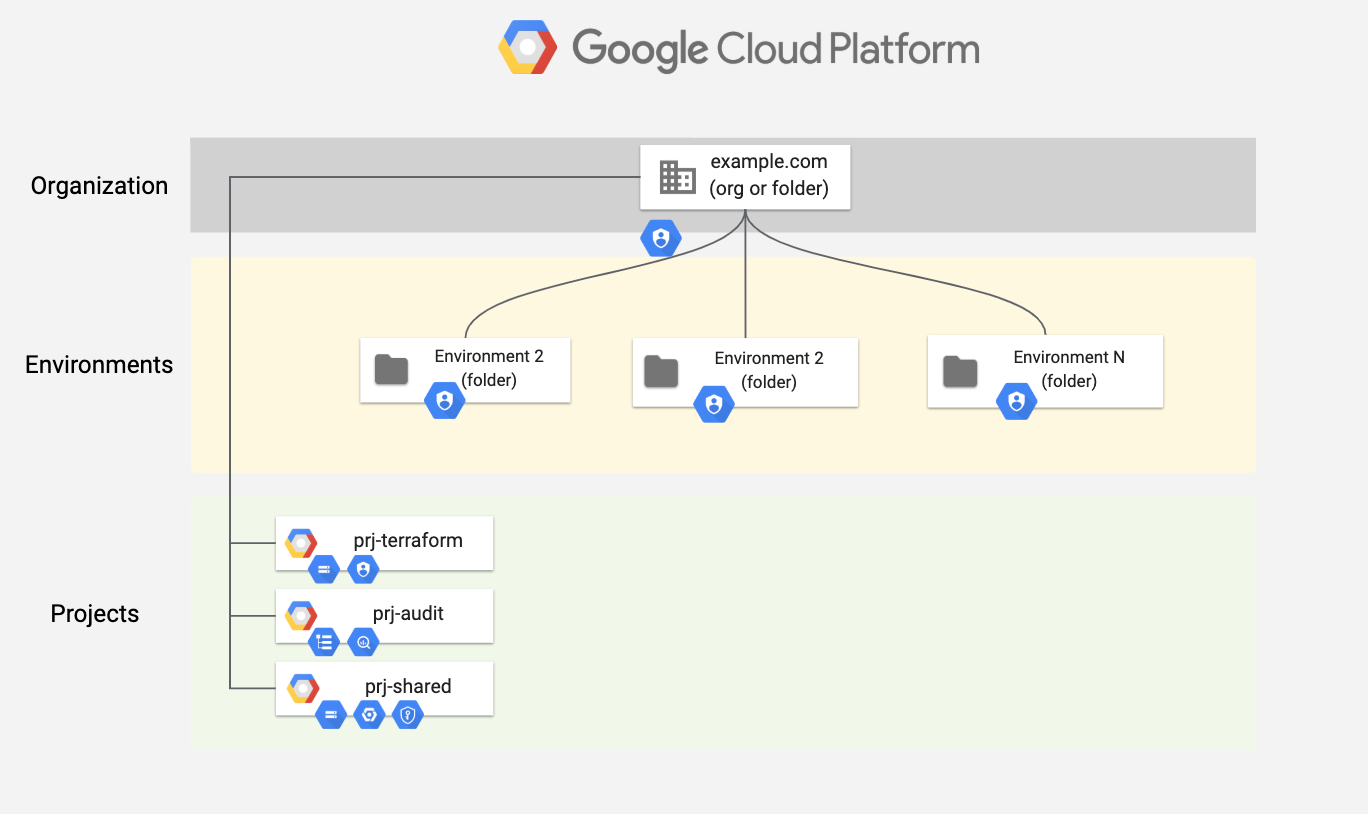 Google Cloud Platform
Organization
example.com
(org or folder)
Environments
Environment 2
(folder)
Environment 2
(folder)
Environment N
(folder)
Projects
prj-terraform
prj-audit
prj-shared